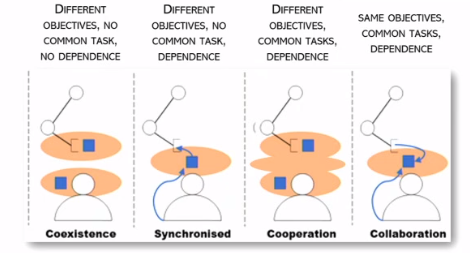 DIFFERENT
OBJECTIVES, NO
COMMON TASK,
NO DEPENDENCE
DIFFERENT
OBJECTIVES, NO
COMMON TASK,
DEPENDENCE
DIFFERENT
OBJECTIVES,
COMMON TASKS,
DEPENDENCE
SAME OBJECTIVES,
COMMON TASKS,
DEPENDENCE
Coexistence
Synchronised
Cooperation
Collaboration